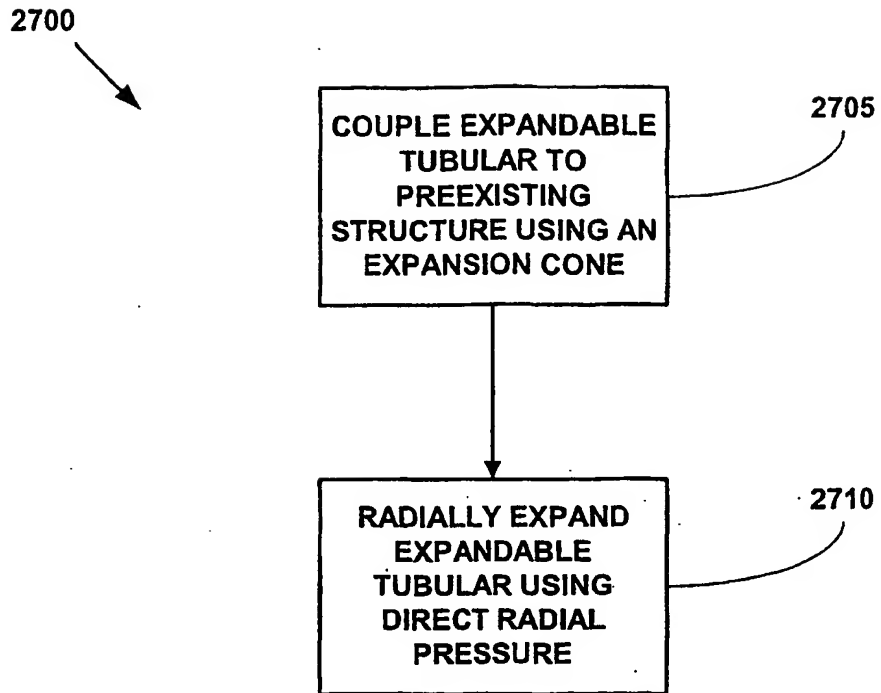 2700
COUPLE EXPANDABLE
TUBULAR TO
PREEXISTING
STRUCTURE USING AN
EXPANSION CONE
2705
RADIALLY EXPAND
EXPANDABLE
TUBULAR USING
DIRECT RADIAL
PRESSURE
2710